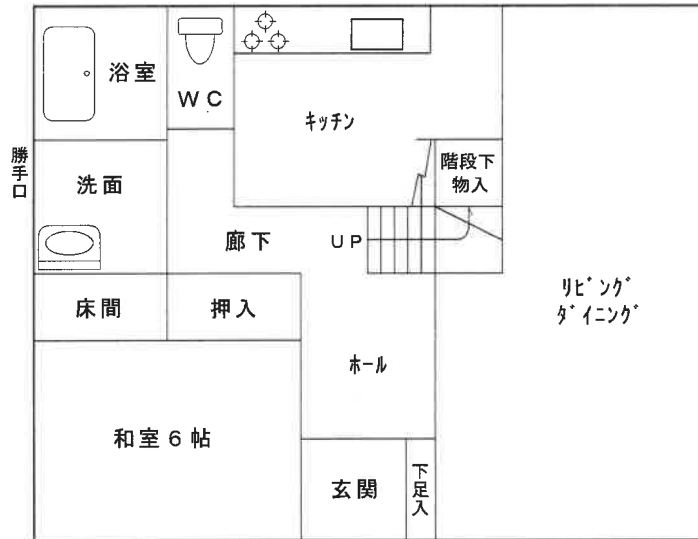 浴室
WC
キッチン
勝手口
洗面
階段下
物入
廊下
UP
リビング
ダイニング
床間
押入
ホール
和室6帖
玄関
下足入